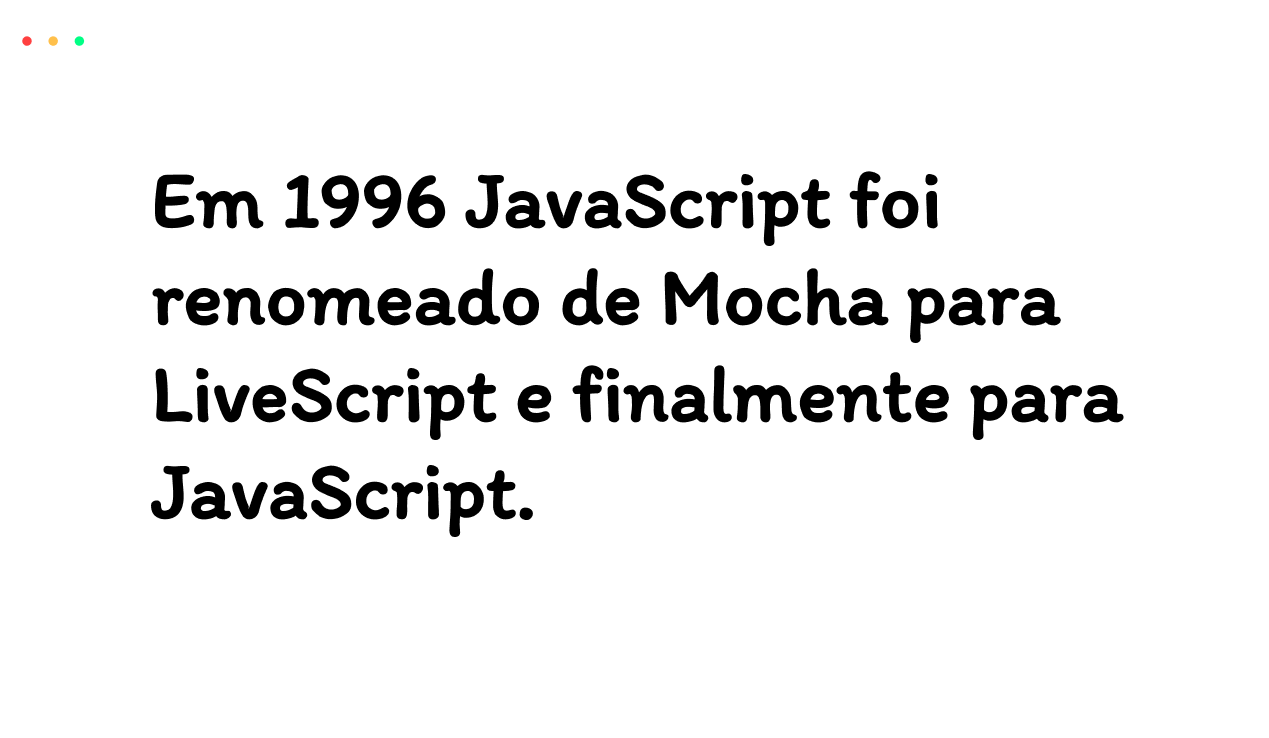 Em 1996 JavaScript foi
renomeado de Mocha para
LiveScript e finalmente para
JavaScript.